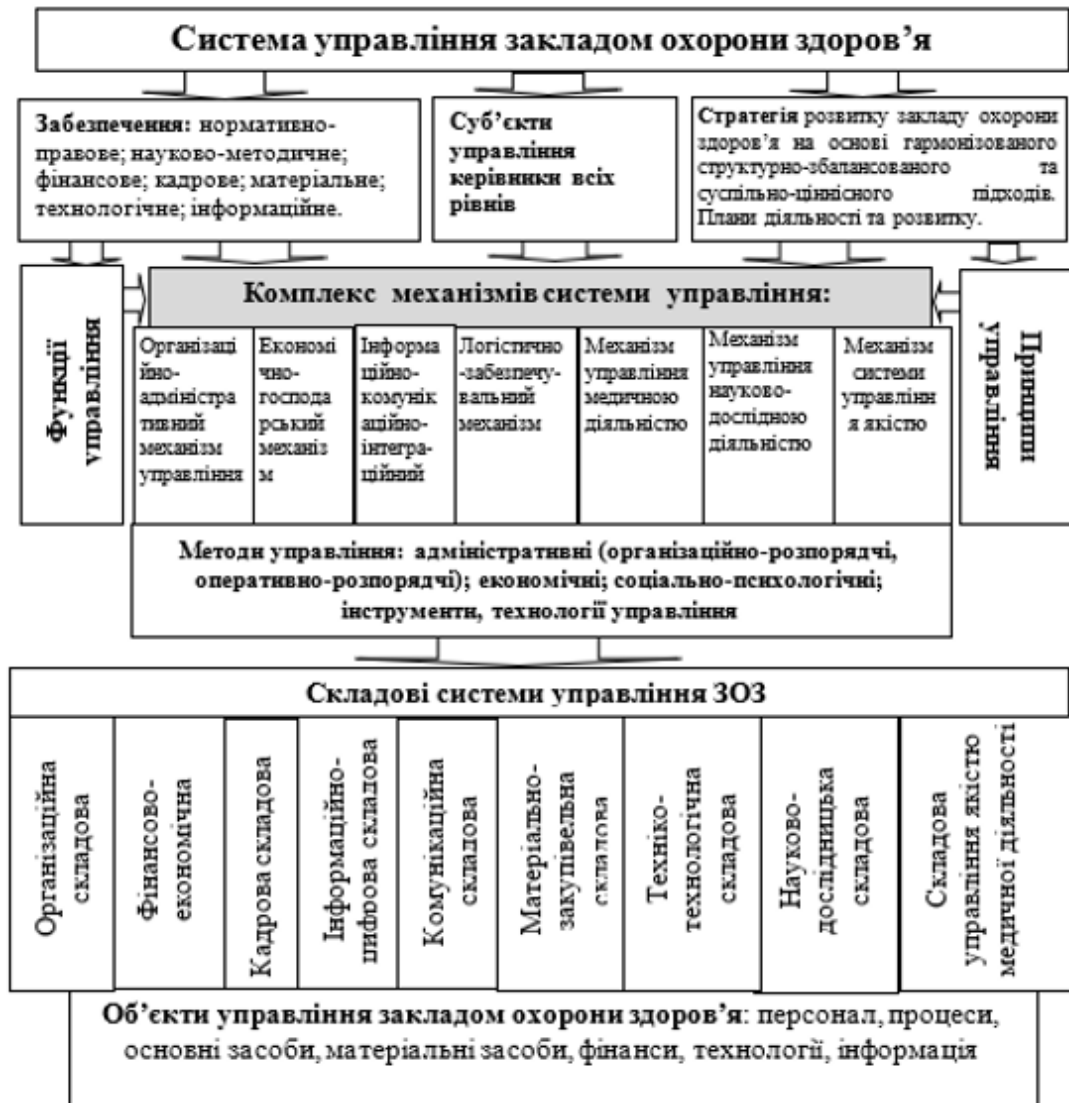 Система управління закладом охорони здоров’я
Забезпечення: нормативно-
правове; науково-методичне;
фінансове; кадрове; матеріальне;
технологічне; інформаційне.
Суб’єкти
управління
керівники всіх
рівнів
Стратегія розвитку закладу охорони
здоров’я на основі гармонізованого
структурно-збалансованого та
суспільно-ціннісного підходів.
Плани діяльності та розвитку.
Функції
управління
Комплекс механізмів системи управління:
Організаці
йно-
адміністра
тивний
механізм
управління
Економі
чно-
господа
рський
механіз
м
Інформа
ційно-
комунік
аційно-
інтегра-
ційний
Логістично
-забезпечу-
вальний
механізм
Механізм
управління
медичною
діяльністю
Механізм
управління
науково-
дослідною
діяльністю
Механізм
системи
управлінн
я якістю
Принципи
управління
Методи управління: адміністративні (організаційно-розпорядчі,
оперативно-розпорядчі); економічні; соціально-психологічні;
інструменти, технології управління
Складові системи управління ЗОЗ
Організаційна
складова
Фінансово-
економічна
Кадрова складова
Інформаційно-
цифрова складова
Комунікаційна
складова
Матеріально-
закупівельна
складова
Техніко-
технологічна
складова
Науково-
дослідницька
складова
Складова
управління якістю
медичної діяльності
Об’єкти управління закладом охорони здоров’я: персонал, процеси,
основні засоби, матеріальні засоби, фінанси, технології, інформація